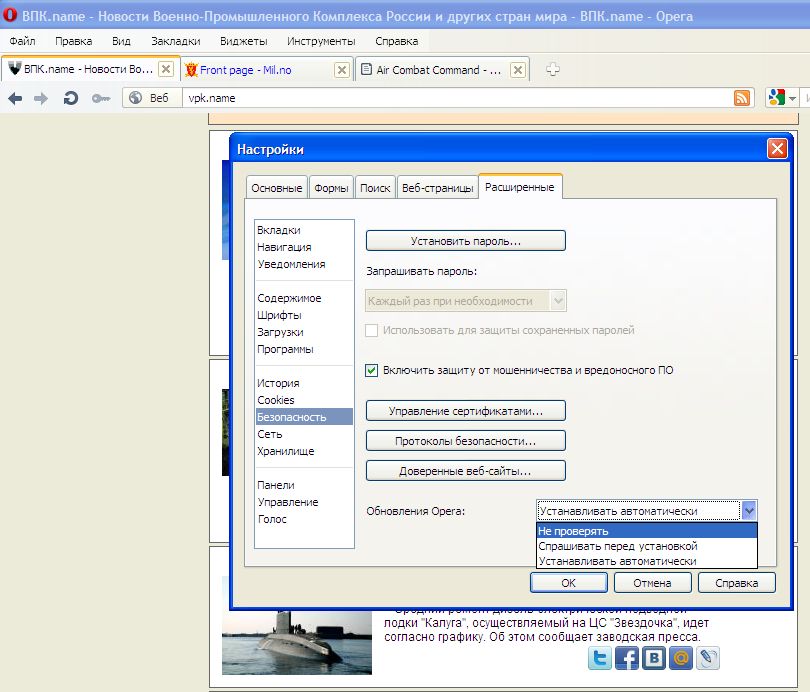 ВПК.name - Новости Военно-Промышленного Комплекса России и других стран мира - ВПК.name - Opera
Файл Правка Вид Закладки Виджеты Инструменты Справка
ВПК.name - Новости Во... Front page - Mil.no Air Combat Command - ...
Веб vpk.name
Настройки
Основные Формы Поиск Веб-страницы Расширенные
Вкладки
Навигация
Уведомления
Содержимое
Шрифты
Загрузки
Программы
История
Cookies
Безопасность
Сеть
Хранилище
Панели
Управление
Голос
Установить пароль...
Запрашивать пароль:
Каждый раз при необходимости
Использовать для защиты сохраненных паролей
Включить защиту от мошенничества и вредоносного ПО
Управление сертификатами...
Протоколы безопасности...
Доверенные веб-сайты...
Обновления Opera: Устанавливать автоматически
Не проверять
Спрашивать перед установкой
Устанавливать автоматически
OK Отмена Справка
лодки "Калуга", осуществляемый на ЦС "Звездочка", идет
согласно графику. Об этом сообщает заводская пресса.